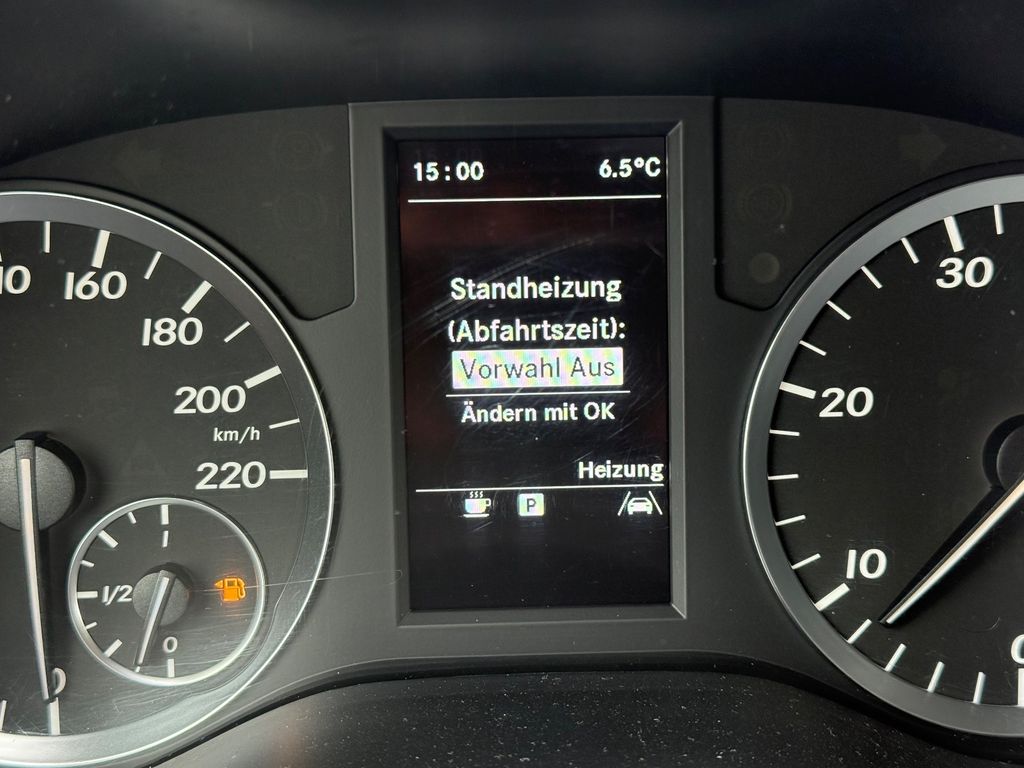 15:00 6.5°C
Standheizung
(Abfahrtszeit):
Vorwahl Aus
Ändern mit OK
Heizung
P
160
180
200
km/h
220
1/2
0
0
30
20
10